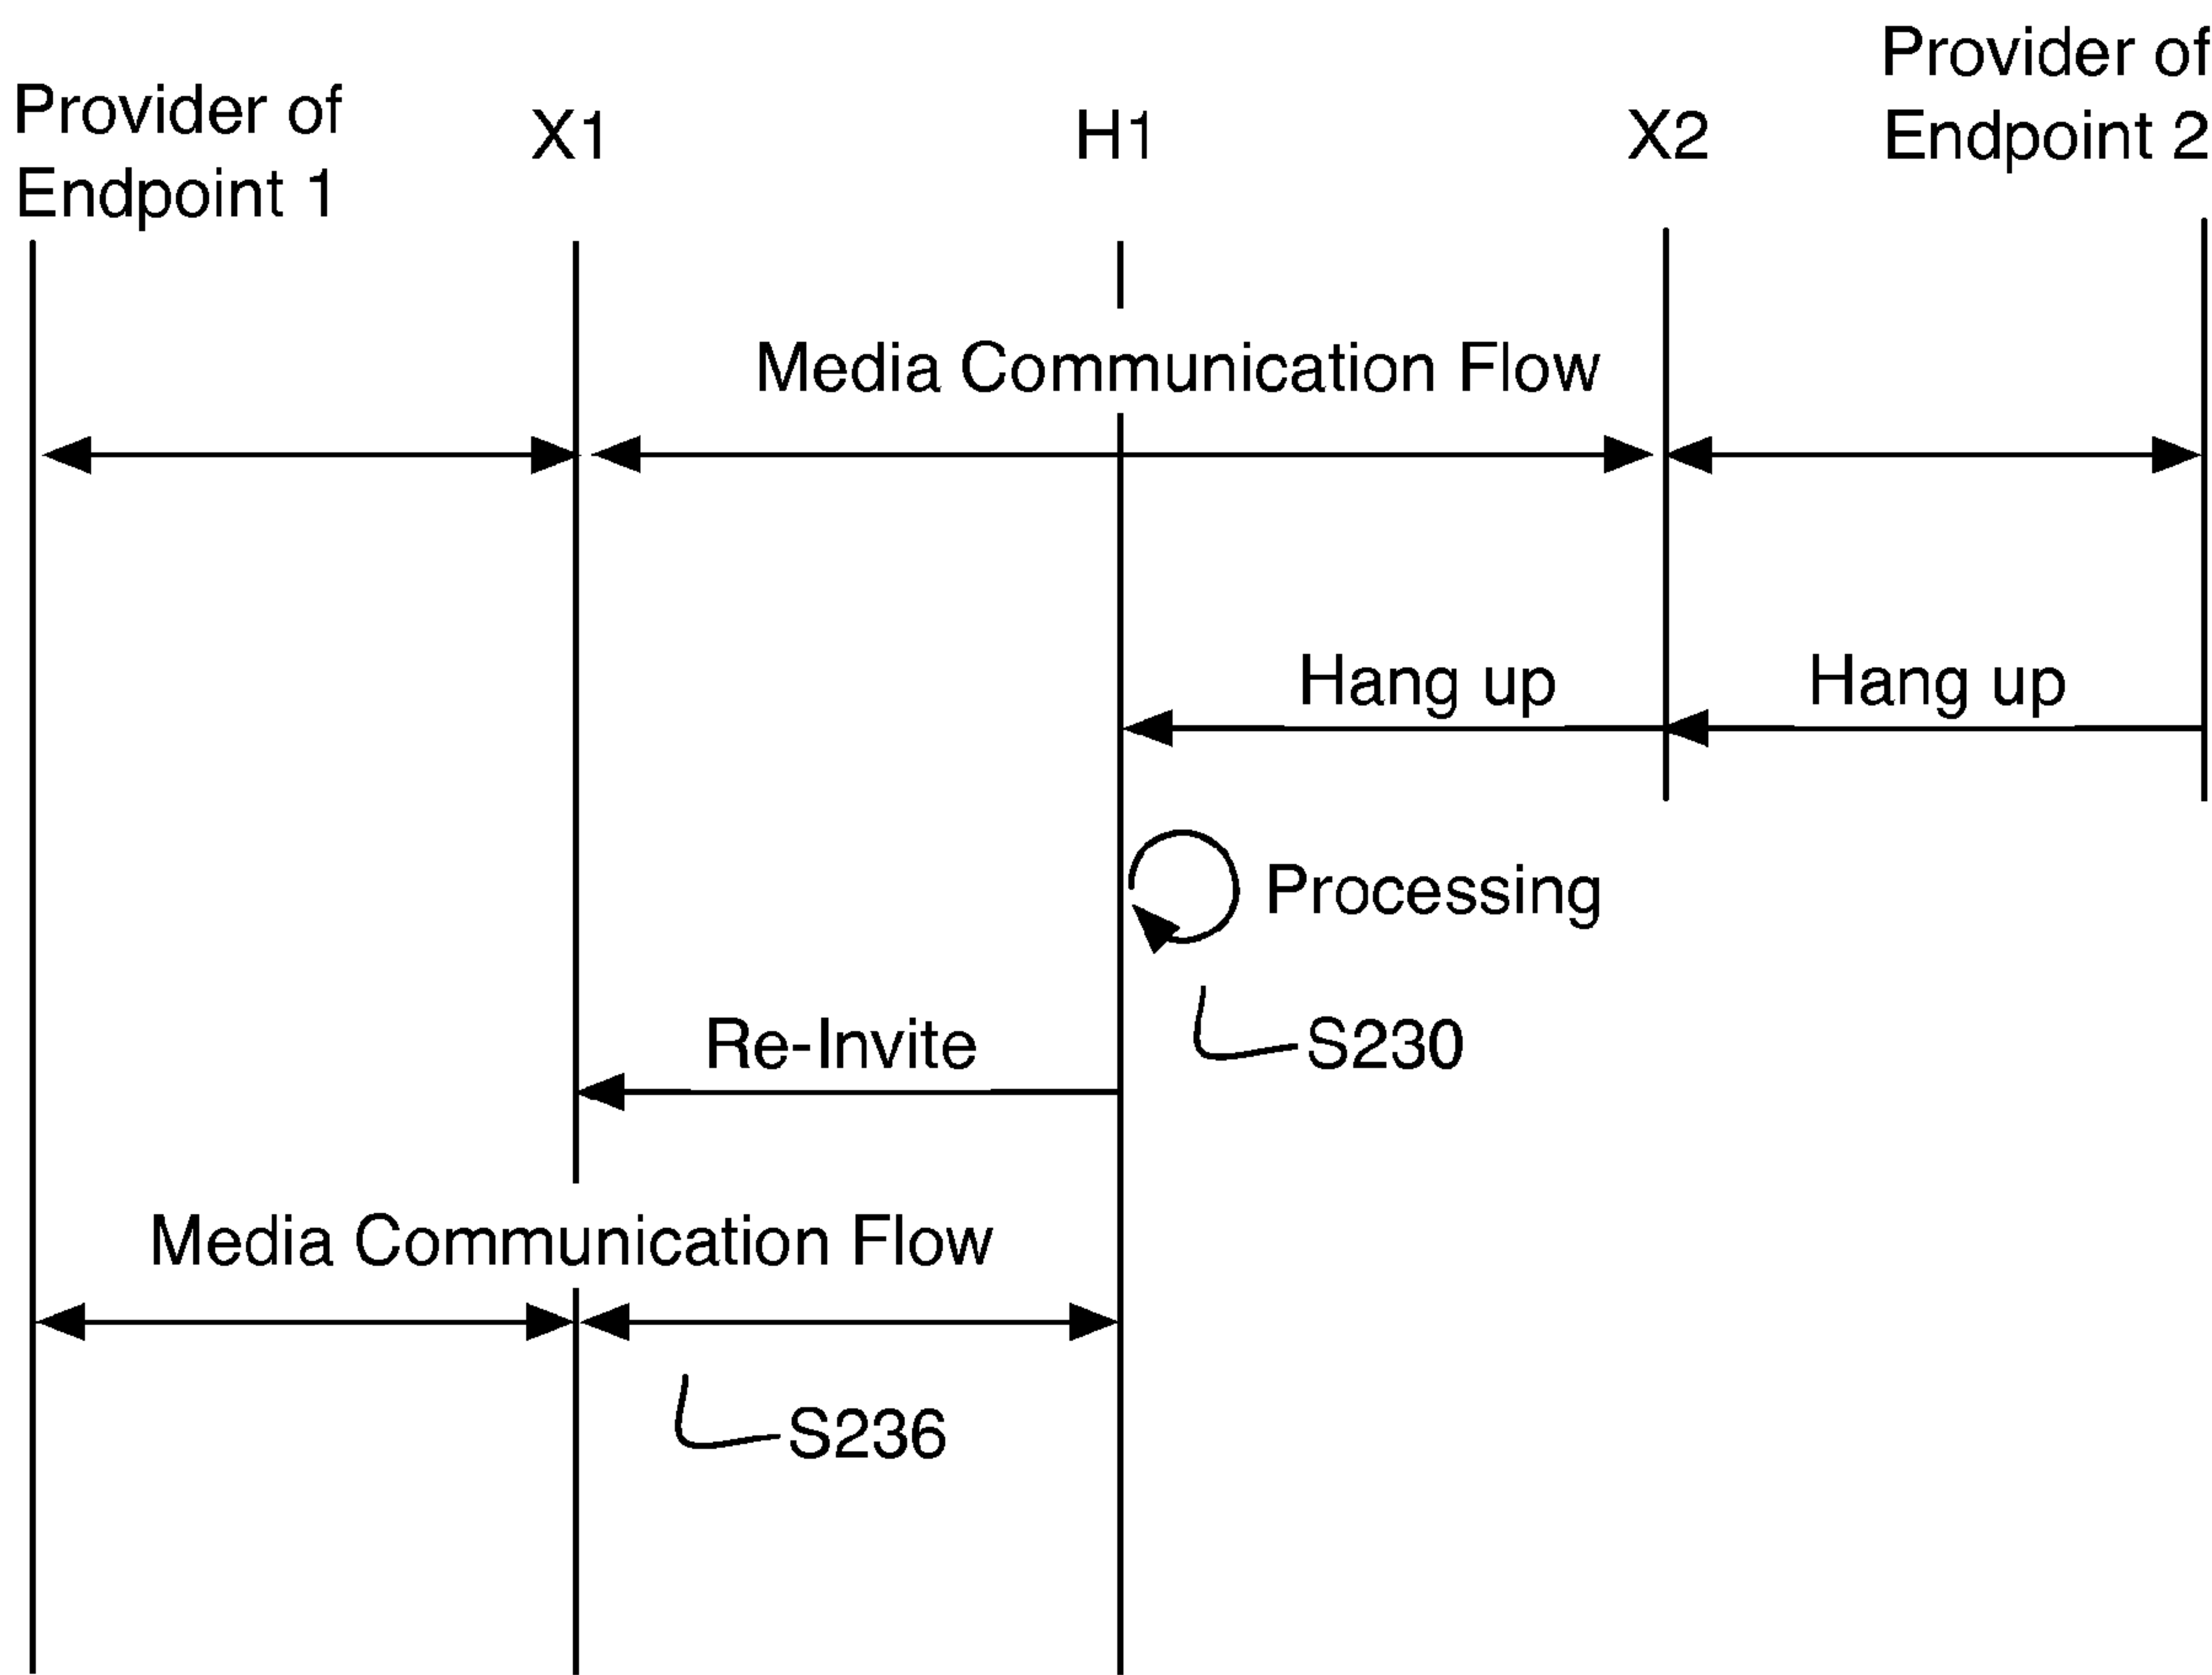 Provider of
Endpoint 1
X1
H1
X2
Provider of
Endpoint 2
Media Communication Flow
Hang up
Hang up
Processing
S230
Re-Invite
Media Communication Flow
S236